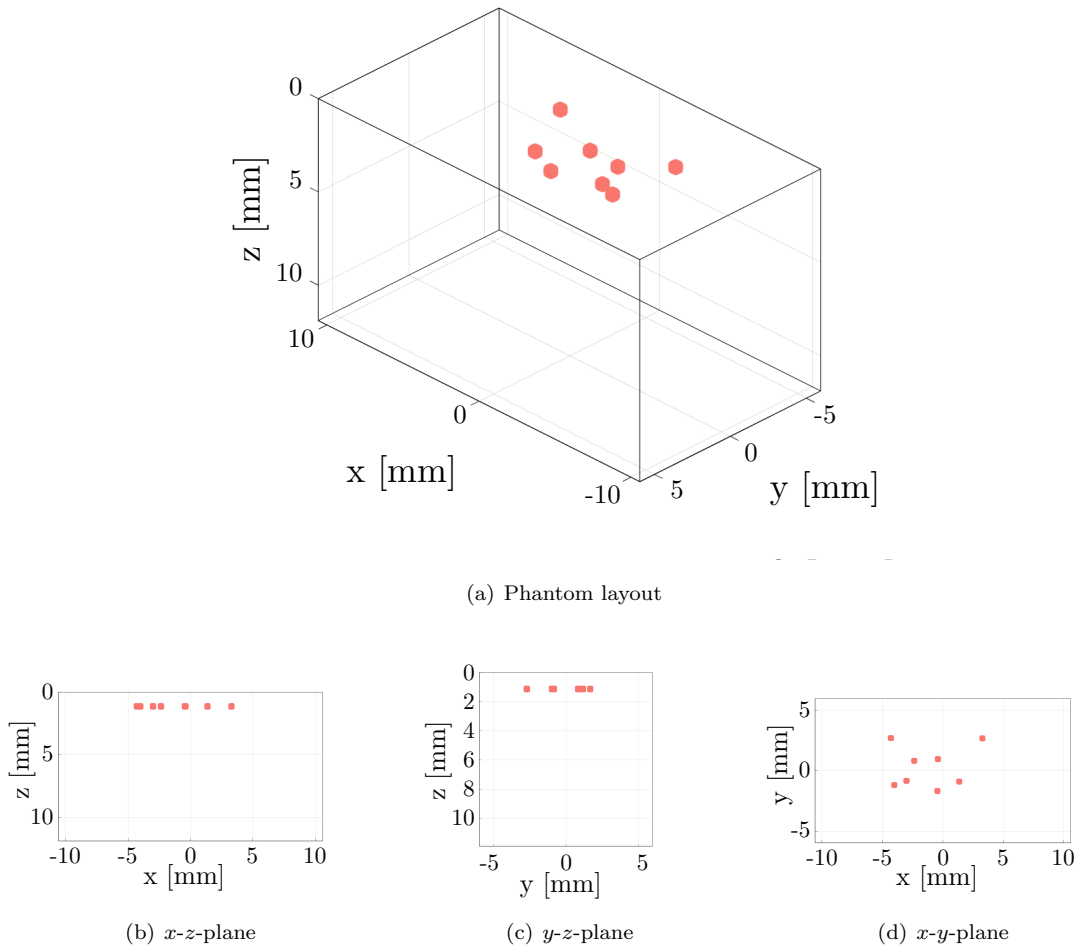 0
5
10
z [mm]
10
0
-10
x [mm]
-5
0
5
y [mm]
(a) Phantom layout
0
5
10
z [mm]
-10 -5 0 5 10
x [mm]
(b) x-z-plane
0
2
4
6
8
10
z [mm]
-5 0 5
y [mm]
(c) y-z-plane
5
0
-5
y [mm]
-10 -5 0 5 10
x [mm]
(d) x-y-plane